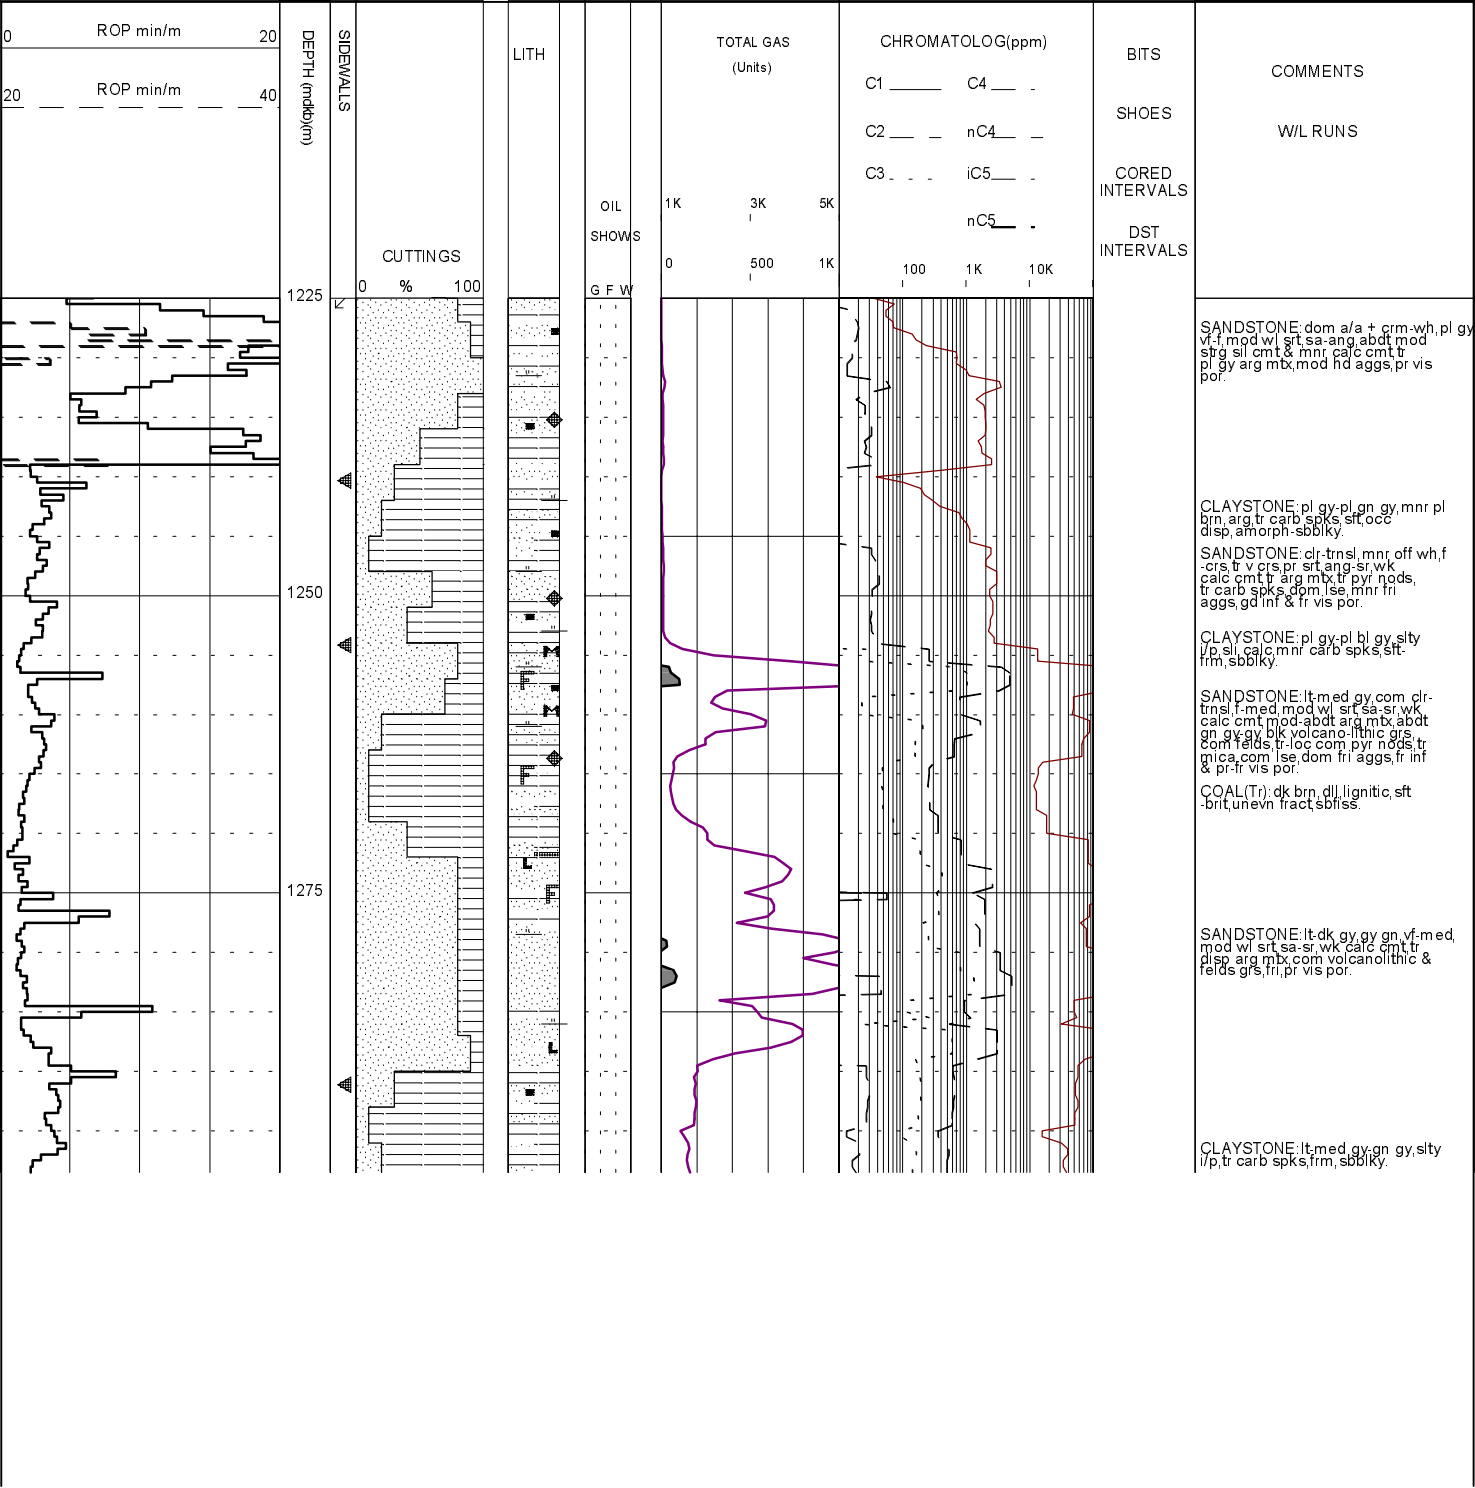 ROP min/m
0 20
ROP min/m
20 40
DEPTH (mdkb)(m)
SIDEWALLS
CUTTINGS
0 % 100
LITH
OIL
SHOWS
G F W
TOTAL GAS
(Units)
1K 3K 5K
0 500 1K
CHROMATOLOG(ppm)
C1 C4
C2 nC4
C3 iC5
nC5
100 1K 10K
BITS
SHOES
CORED
INTERVALS
DST
INTERVALS
COMMENTS
W/L RUNS
1225
1250
1275
M
F
M
F
L
F
L
SANDSTONE: dom a/a + crm-wh, pl gy
vf-f, mod wl srt, sa-ang, abdt mod
strg sil cmt & mnr calc cmt, tr
pl gy arg mtx, mod hd aggs, pr vis
por.
CLAYSTONE: pl gy-pl gn gy, mnr pl
brn, arg, tr carb spks, sft, occ
disp, amorph-sbblky.
SANDSTONE: clr-trnsl, mnr off wh, f
-crs, tr v crs, pr srt, ang-sr, wk
calc cmt, tr arg mtx, tr pyr nods,
tr carb spks, dom lse, mnr fri
aggs, gd inf & fr vis por.
CLAYSTONE: pl gy-pl bl gy, slty
i/p, sli calc, mnr carb spks, sft-
frm, sbblky.
SANDSTONE: lt-med gy, com clr-
trnsl, f-med, mod wl srt, sa-sr, wk
calc cmt, mod-abdt arg mtx, abdt
gn gy-gy blk volcano-lithic grs,
com felds, tr-loc com pyr nods, tr
mica, com lse, dom fri aggs, fr inf
& pr-fr vis por.
COAL(Tr): dk brn, dll, lignitic, sft
-brit, unevn fract, sbfiss.
SANDSTONE: lt-dk gy, gy gn, vf-med,
mod wl srt, sa-sr, wk calc cmt, tr
disp arg mtx, com volcanolithic &
felds grs, fri, pr vis por.
CLAYSTONE: lt-med gy-gn gy, slty
i/p, tr carb spks, frm, sbblky.